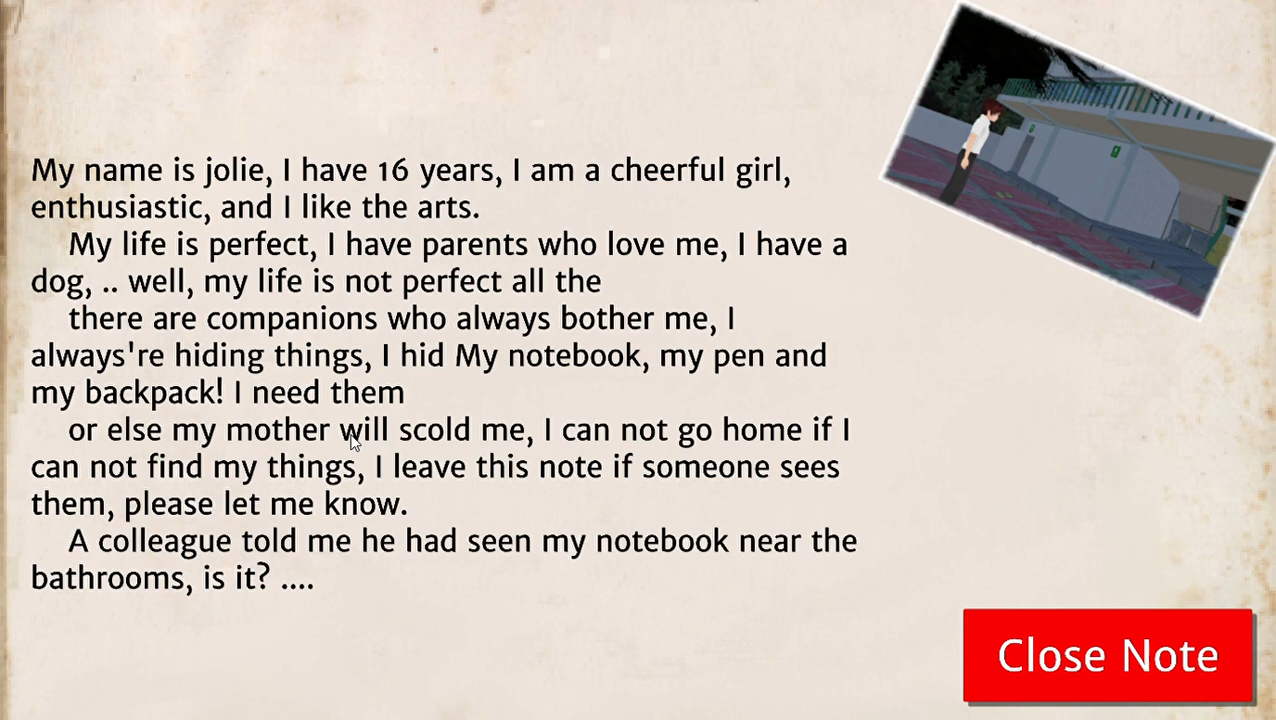 My name is jolie, I have 16 years, I am a cheerful girl,
enthusiastic, and I like the arts.
My life is perfect, I have parents who love me, I have a
dog, .. well, my life is not perfect all the
there are companions who always bother me, I
always're hiding things, I hid My notebook, my pen and
my backpack! I need them
or else my mother will scold me, I can not go home if I
can not find my things, I leave this note if someone sees
them, please let me know.
A colleague told me he had seen my notebook near the
bathrooms, is it? ....
Close Note